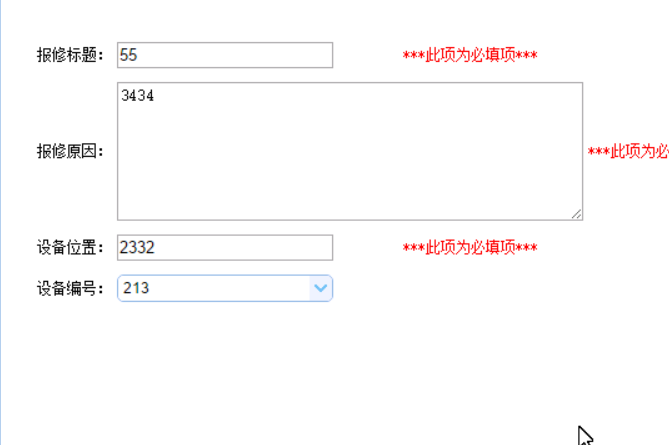 报修标题： 55 ***此项为必填项***
3434
报修原因： ***此项为必
设备位置： 2332 ***此项为必填项***
设备编号： 213